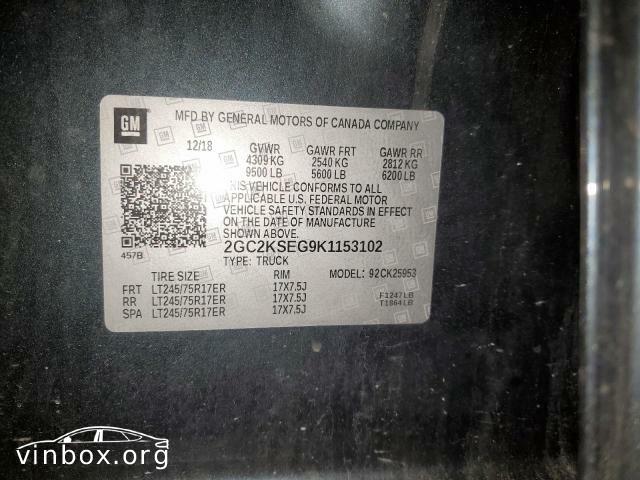 GM
MFD BY GENERAL MOTORS OF CANADA COMPANY
12/18 GVWR GAWR FRT GAWR RR
4309 KG 2540 KG 2812 KG
9500 LB 5600 LB 6200 LB
THIS VEHICLE CONFORMS TO ALL
APPLICABLE U.S. FEDERAL MOTOR
VEHICLE SAFETY STANDARDS IN EFFECT
ON THE DATE OF MANUFACTURE
SHOWN ABOVE.
457B
2GC2KSEG9K1153102
TYPE: TRUCK
TIRE SIZE RIM MODEL: 92CK25953
FRT LT245/75R17ER 17X7.5J
RR LT245/75R17ER 17X7.5J F1247LB
SPA LT245/75R17ER 17X7.5J T1864LB
vinbox.org